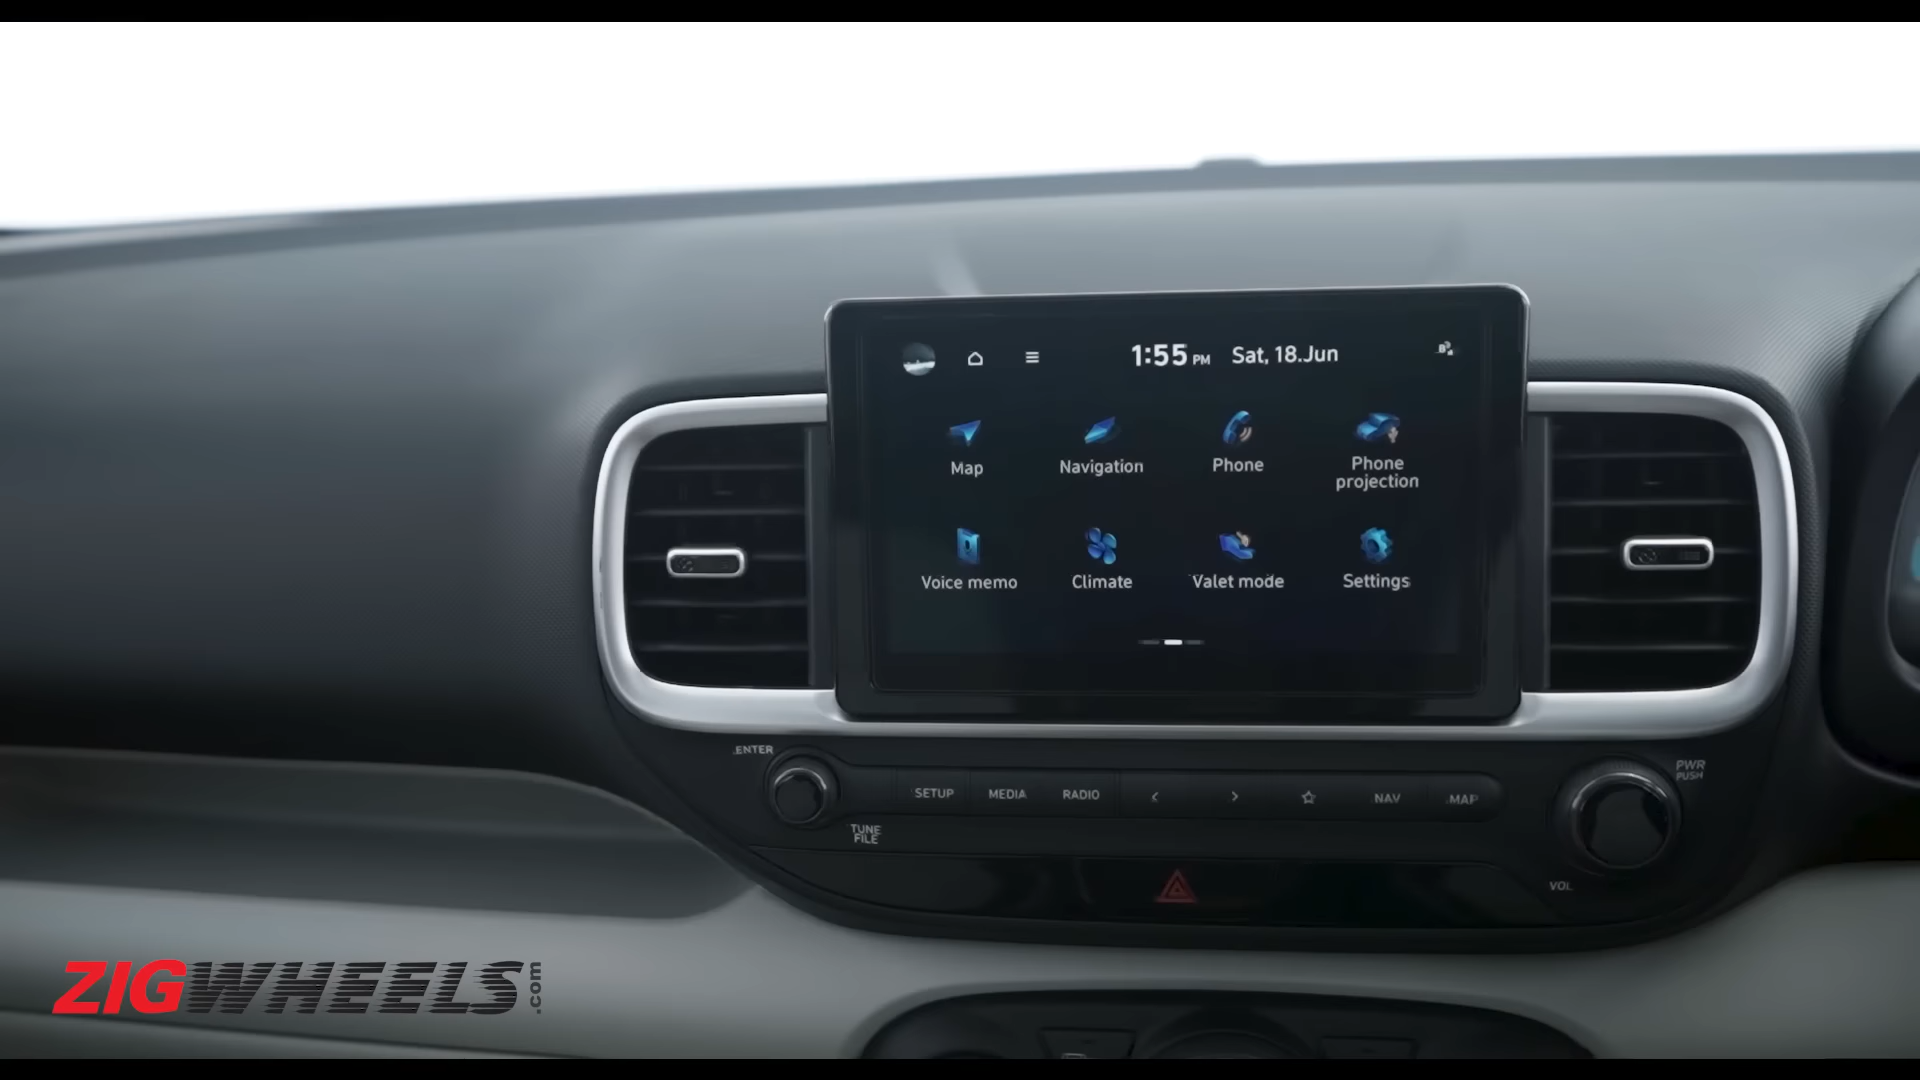 1:55 PM Sat, 18.Jun
Map
Navigation
Phone
Phone
projection
Voice memo
Climate
Valet mode
Settings
ENTER
SETUP
MEDIA
RADIO
NAV
MAP
PWR
PUSH
TUNE
FILE
VOL
ZIGWHEELS.com